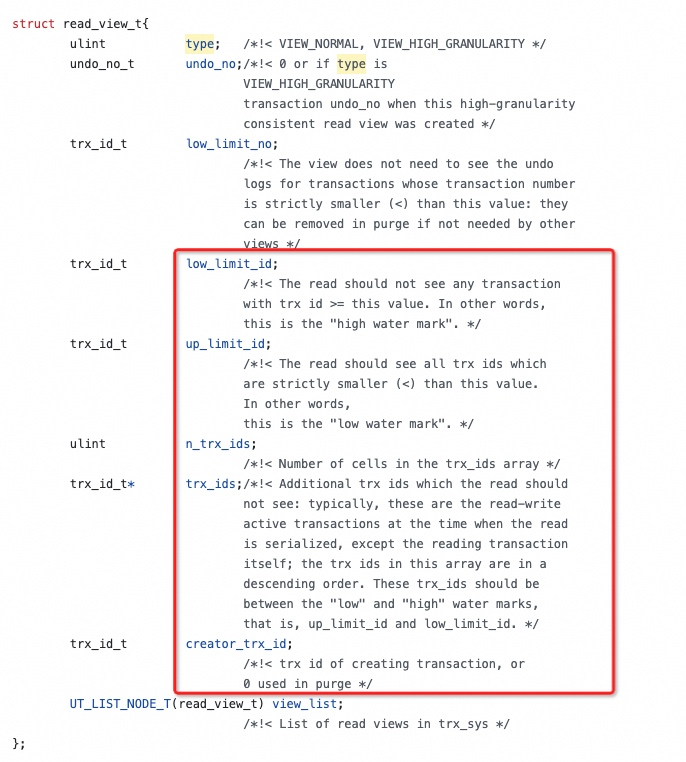 struct read_view_t{
ulint type; /*!< VIEW_NORMAL, VIEW_HIGH_GRANULARITY */
undo_no_t undo_no;/*!< 0 or if type is
VIEW_HIGH_GRANULARITY
transaction undo_no when this high-granularity
consistent read view was created */
trx_id_t low_limit_no;
/*!< The view does not need to see the undo
logs for transactions whose transaction number
is strictly smaller (<) than this value: they
can be removed in purge if not needed by other
views */
trx_id_t low_limit_id;
/*!< The read should not see any transaction
with trx id >= this value. In other words,
this is the "high water mark". */
trx_id_t up_limit_id;
/*!< The read should see all trx ids which
are strictly smaller (<) than this value.
In other words,
this is the "low water mark". */
ulint n_trx_ids;
/*!< Number of cells in the trx_ids array */
trx_id_t* trx_ids;/*!< Additional trx ids which the read should
not see: typically, these are the read-write
active transactions at the time when the read
is serialized, except the reading transaction
itself; the trx ids in this array are in a
descending order. These trx_ids should be
between the "low" and "high" water marks,
that is, up_limit_id and low_limit_id. */
trx_id_t creator_trx_id;
/*!< trx id of creating transaction, or
0 used in purge */
UT_LIST_NODE_T(read_view_t) view_list;
/*!< List of read views in trx_sys */
};